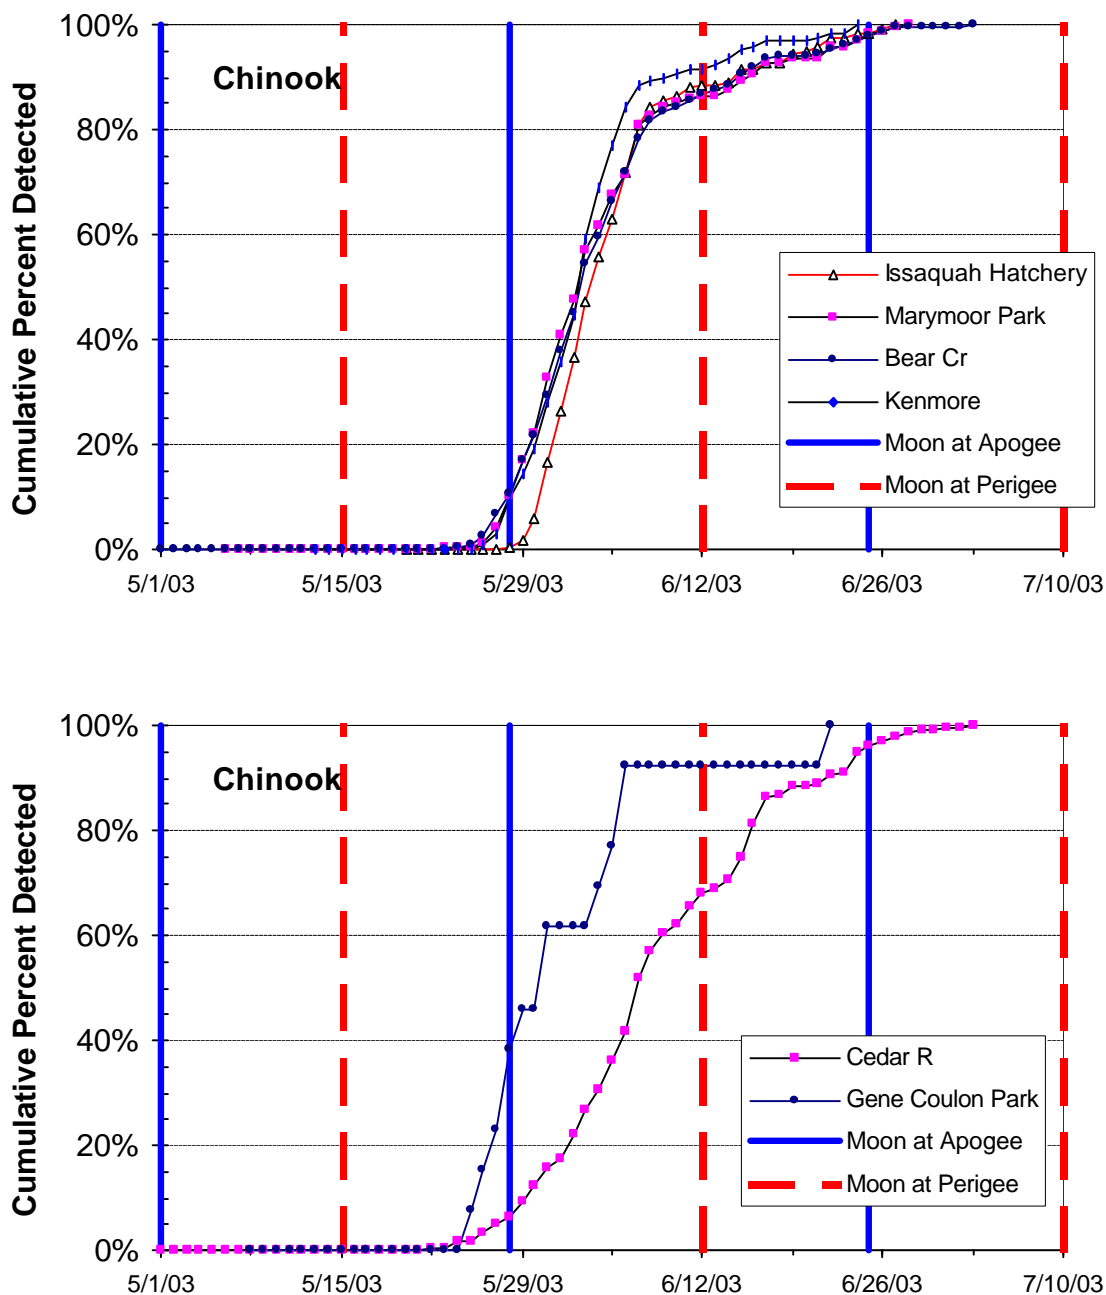 100%
80%
60%
40%
20%
0%
Cumulative Percent Detected
Chinook
Issaquah Hatchery
Marymoor Park
Bear Cr
Kenmore
Moon at Apogee
Moon at Perigee
5/1/03 5/15/03 5/29/03 6/12/03 6/26/03 7/10/03
100%
80%
60%
40%
20%
0%
Cumulative Percent Detected
Chinook
Cedar R
Gene Coulon Park
Moon at Apogee
Moon at Perigee
5/1/03 5/15/03 5/29/03 6/12/03 6/26/03 7/10/03